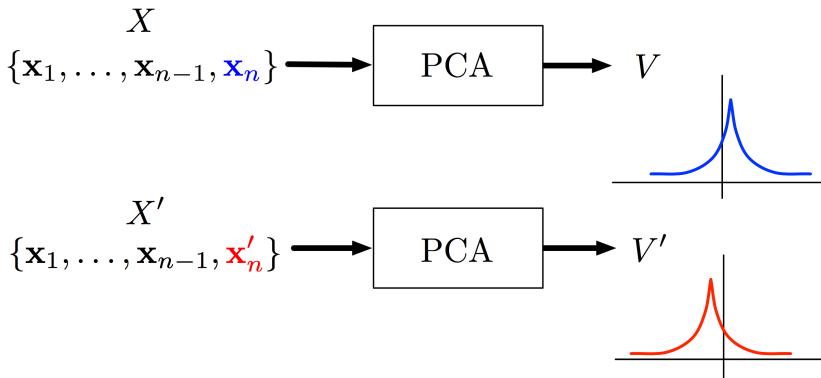 X
{x₁, …, xₙ₋₁, xₙ} PCA V
X′
{x₁, …, xₙ₋₁, x′ₙ} PCA V′